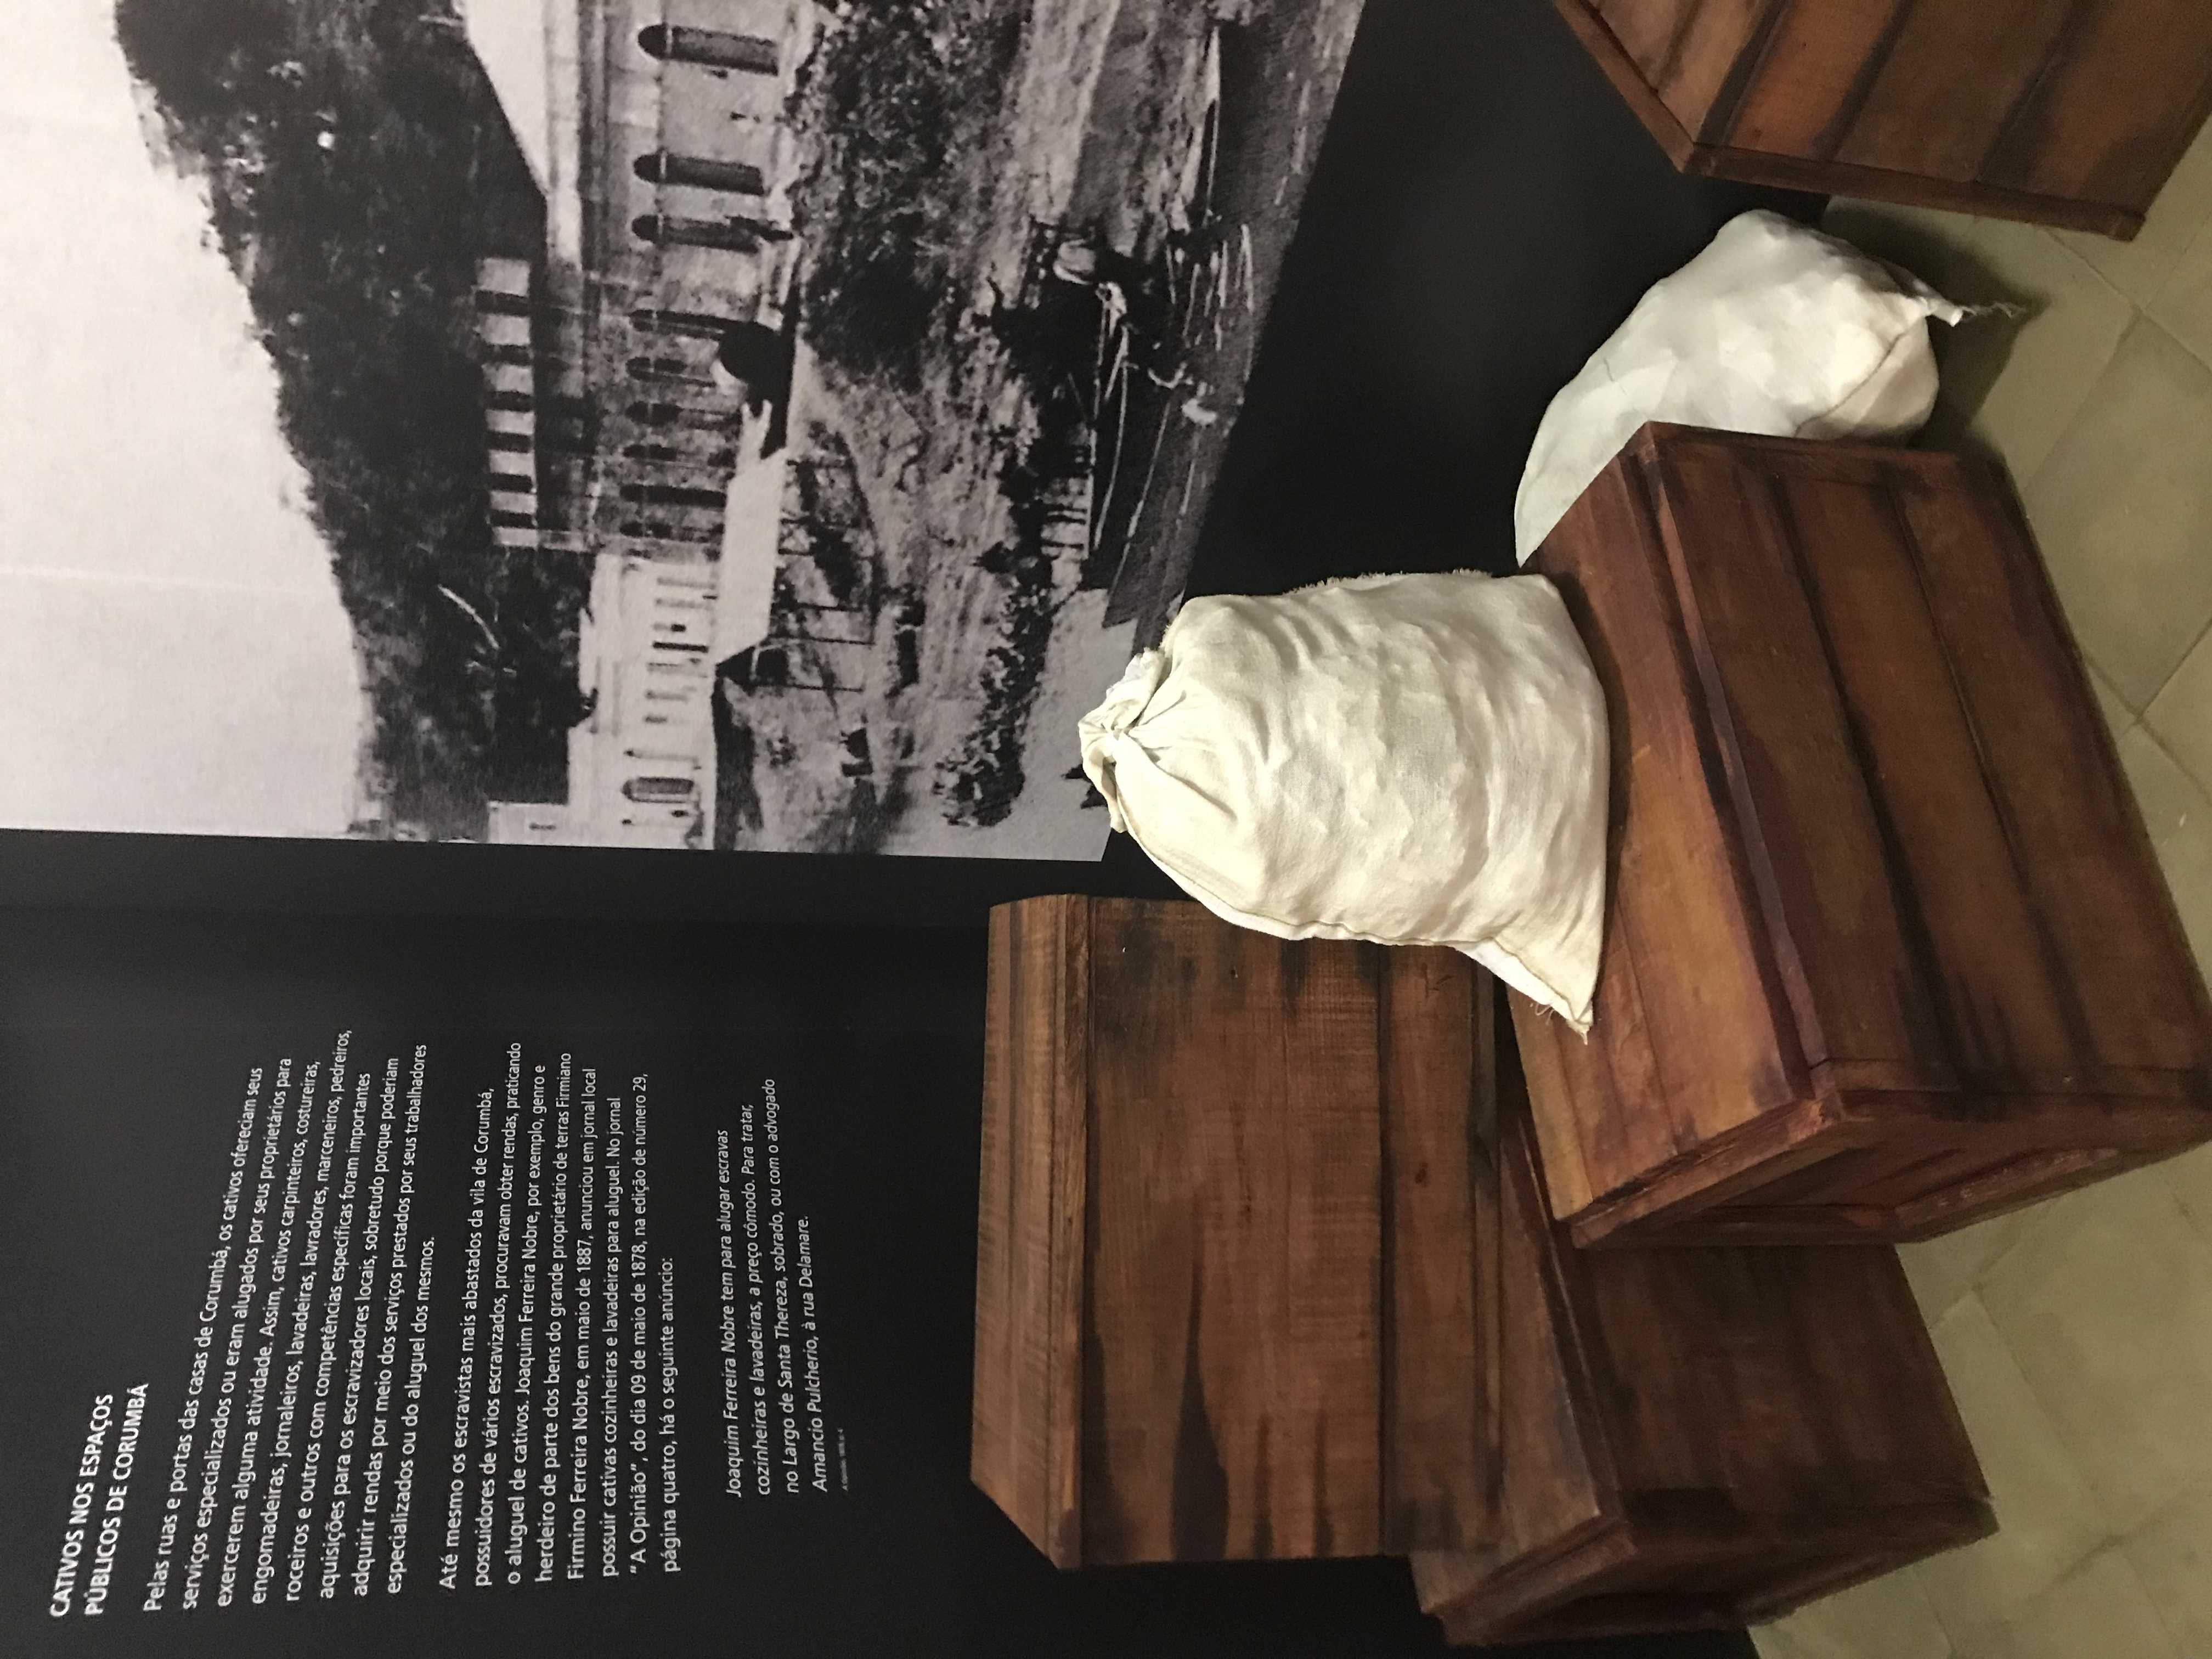 CATIVOS NOS ESPAÇOS
PÚBLICOS DE CORUMBÁ
Pelas ruas e portas das casas de Corumbá, os cativos ofereciam seus
serviços especializados ou eram alugados por seus proprietários para
exercerem alguma atividade. Assim, cativos carpinteiros, costureiras,
engomadeiras, jornaleiros, lavadeiras, lavradores, marceneiros, pedreiros,
roceiros e outros com competências específicas foram importantes
aquisições para os escravizadores locais, sobretudo porque poderiam
adquirir rendas por meio dos serviços prestados por seus trabalhadores
especializados ou do aluguel dos mesmos.
Até mesmo os escravistas mais abastados da vila de Corumbá,
possuidores de vários escravizados, procuravam obter rendas, praticando
o aluguel de cativos. Joaquim Ferreira Nobre, por exemplo, genro e
herdeiro de parte dos bens do grande proprietário de terras Firmiano
Firmino Ferreira Nobre, em maio de 1887, anunciou em jornal local
possuir cativas cozinheiras e lavadeiras para aluguel. No jornal
"A Opinião", do dia 09 de maio de 1878, na edição de número 29,
página quatro, há o seguinte anúncio:
Joaquim Ferreira Nobre tem para alugar escravas
cozinheiras e lavadeiras, a preço cômodo. Para tratar,
no Largo de Santa Thereza, sobrado, ou com o advogado
Amancio Pulcherio, à rua Delamare.
A Opinião, 1878, p. 4